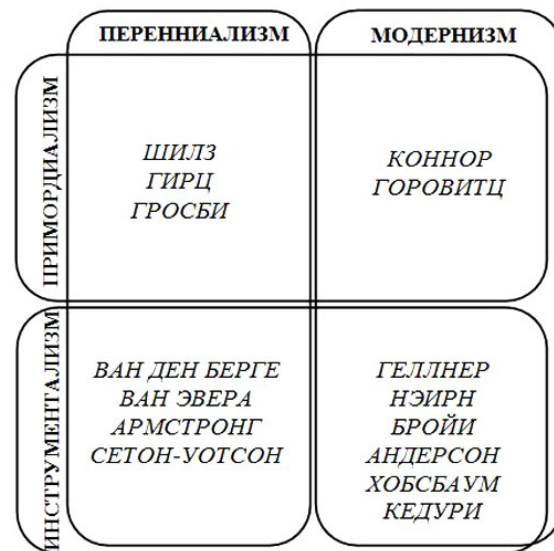 ПЕРЕННИАЛИЗМ
МОДЕРНИЗМ
ПРИМОРДИАЛИЗМ
ШИЛЗ
ГИРЦ
ГРОСБИ
КОННОР
ГОРОВИТЦ
ИНСТРУМЕНТАЛИЗМ
ВАН ДЕН БЕРГЕ
ВАН ЭВЕРА
АРМСТРОНГ
СЕТОН-УОТСОН
ГЕЛЛНЕР
НЭИРН
БРОЙИ
АНДЕРСОН
ХОБСБАУМ
КЕДУРИ